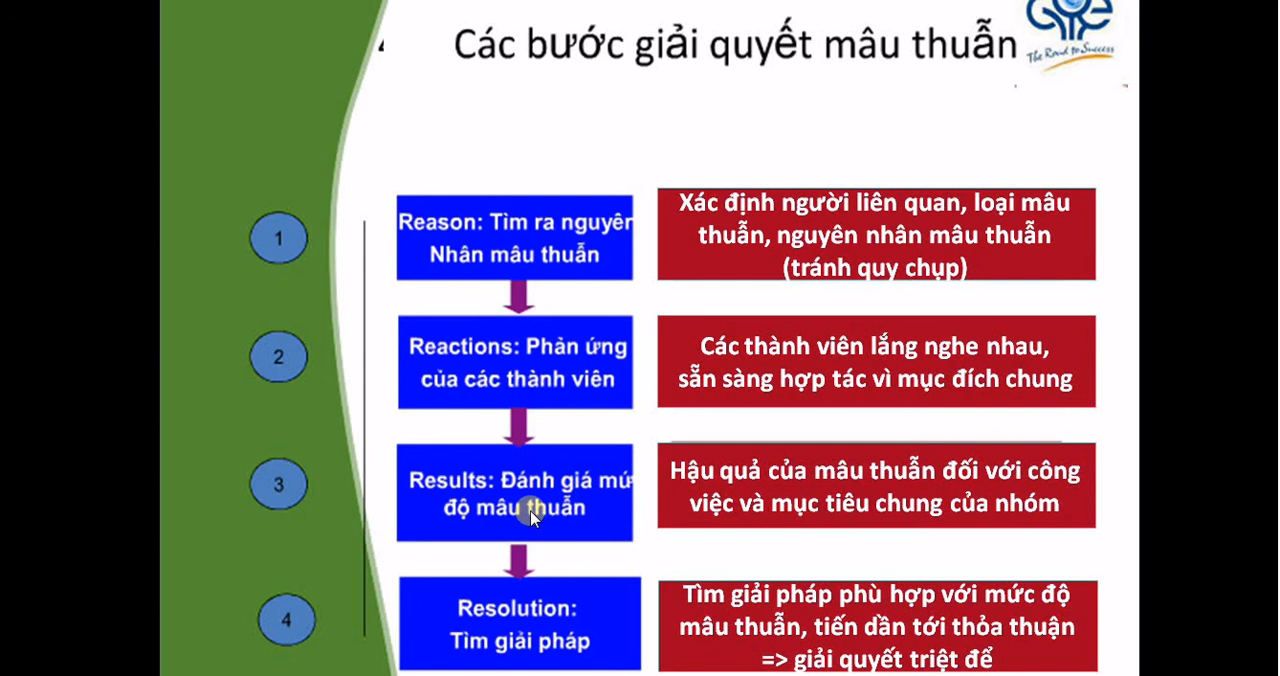 Các bước giải quyết mâu thuẫn
The Road to Success
1
Reason: Tìm ra nguyên
Nhân mâu thuẫn
Xác định người liên quan, loại mâu
thuẫn, nguyên nhân mâu thuẫn
(tránh quy chụp)
2
Reactions: Phản ứng
của các thành viên
Các thành viên lắng nghe nhau,
sẵn sàng hợp tác vì mục đích chung
3
Results: Đánh giá mứ
độ mâu thuẫn
Hậu quả của mâu thuẫn đối với công
việc và mục tiêu chung của nhóm
4
Resolution:
Tìm giải pháp
Tìm giải pháp phù hợp với mức độ
mâu thuẫn, tiến dần tới thỏa thuận
=> giải quyết triệt để